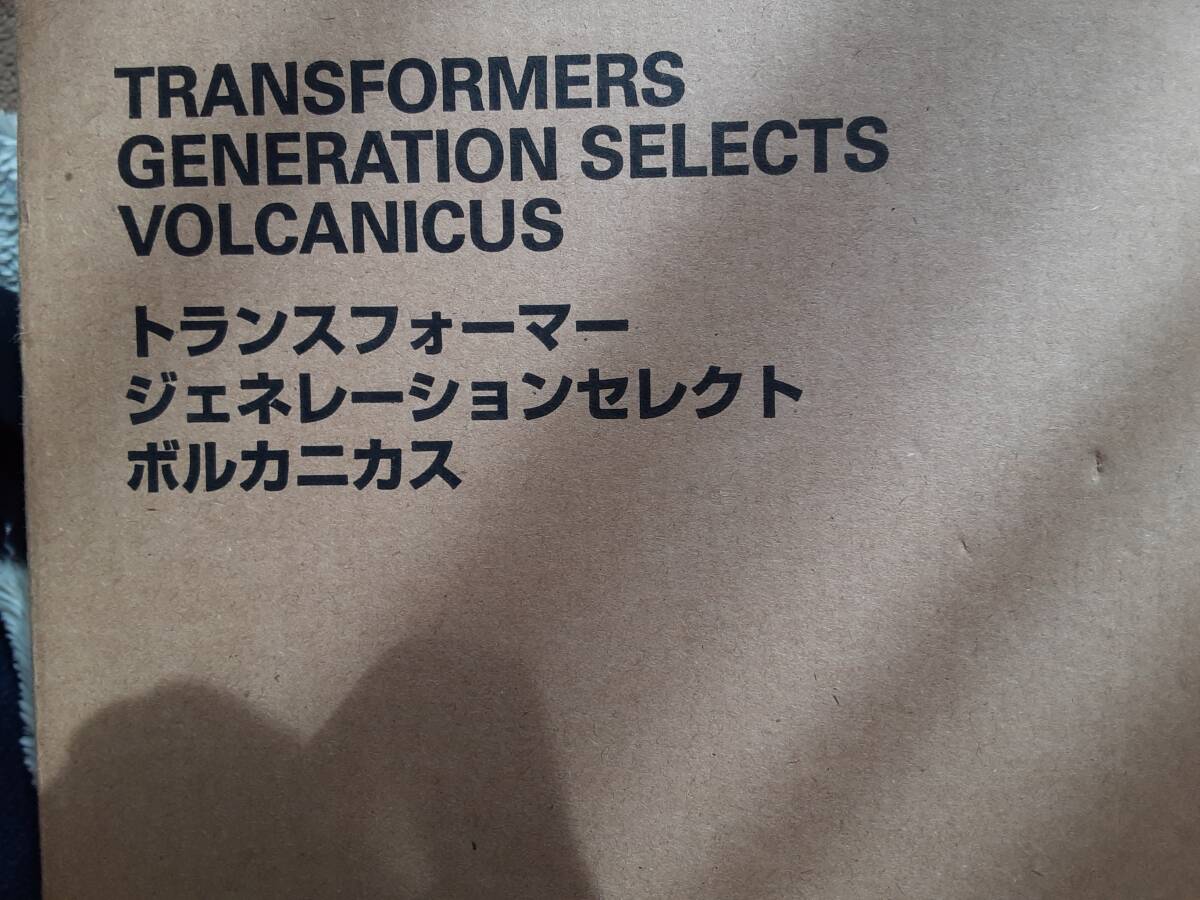 TRANSFORMERS
GENERATION SELECTS
VOLCANICUS
トランスフォーマー
ジェネレーションセレクト
ボルカニカス